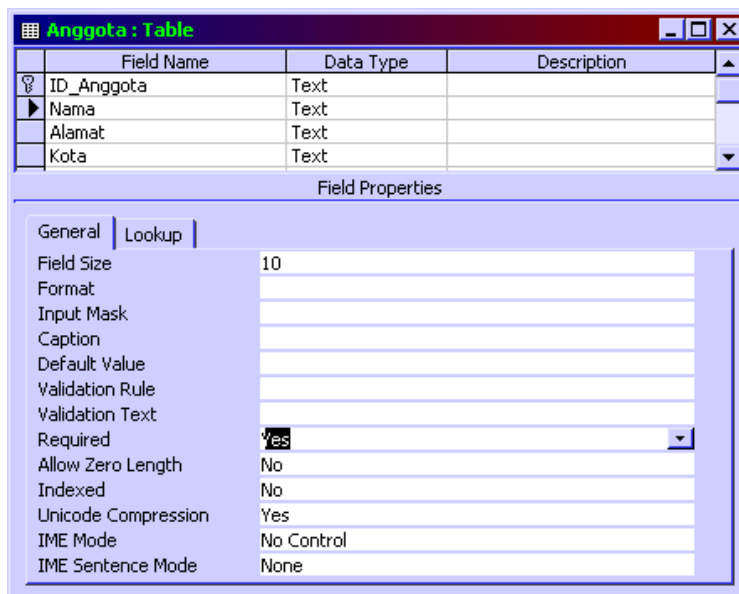 Anggota : Table
Field Name Data Type Description
ID_Anggota Text
Nama Text
Alamat Text
Kota Text
Field Properties
General Lookup
Field Size 10
Format
Input Mask
Caption
Default Value
Validation Rule
Validation Text
Required Yes
Allow Zero Length No
Indexed No
Unicode Compression Yes
IME Mode No Control
IME Sentence Mode None